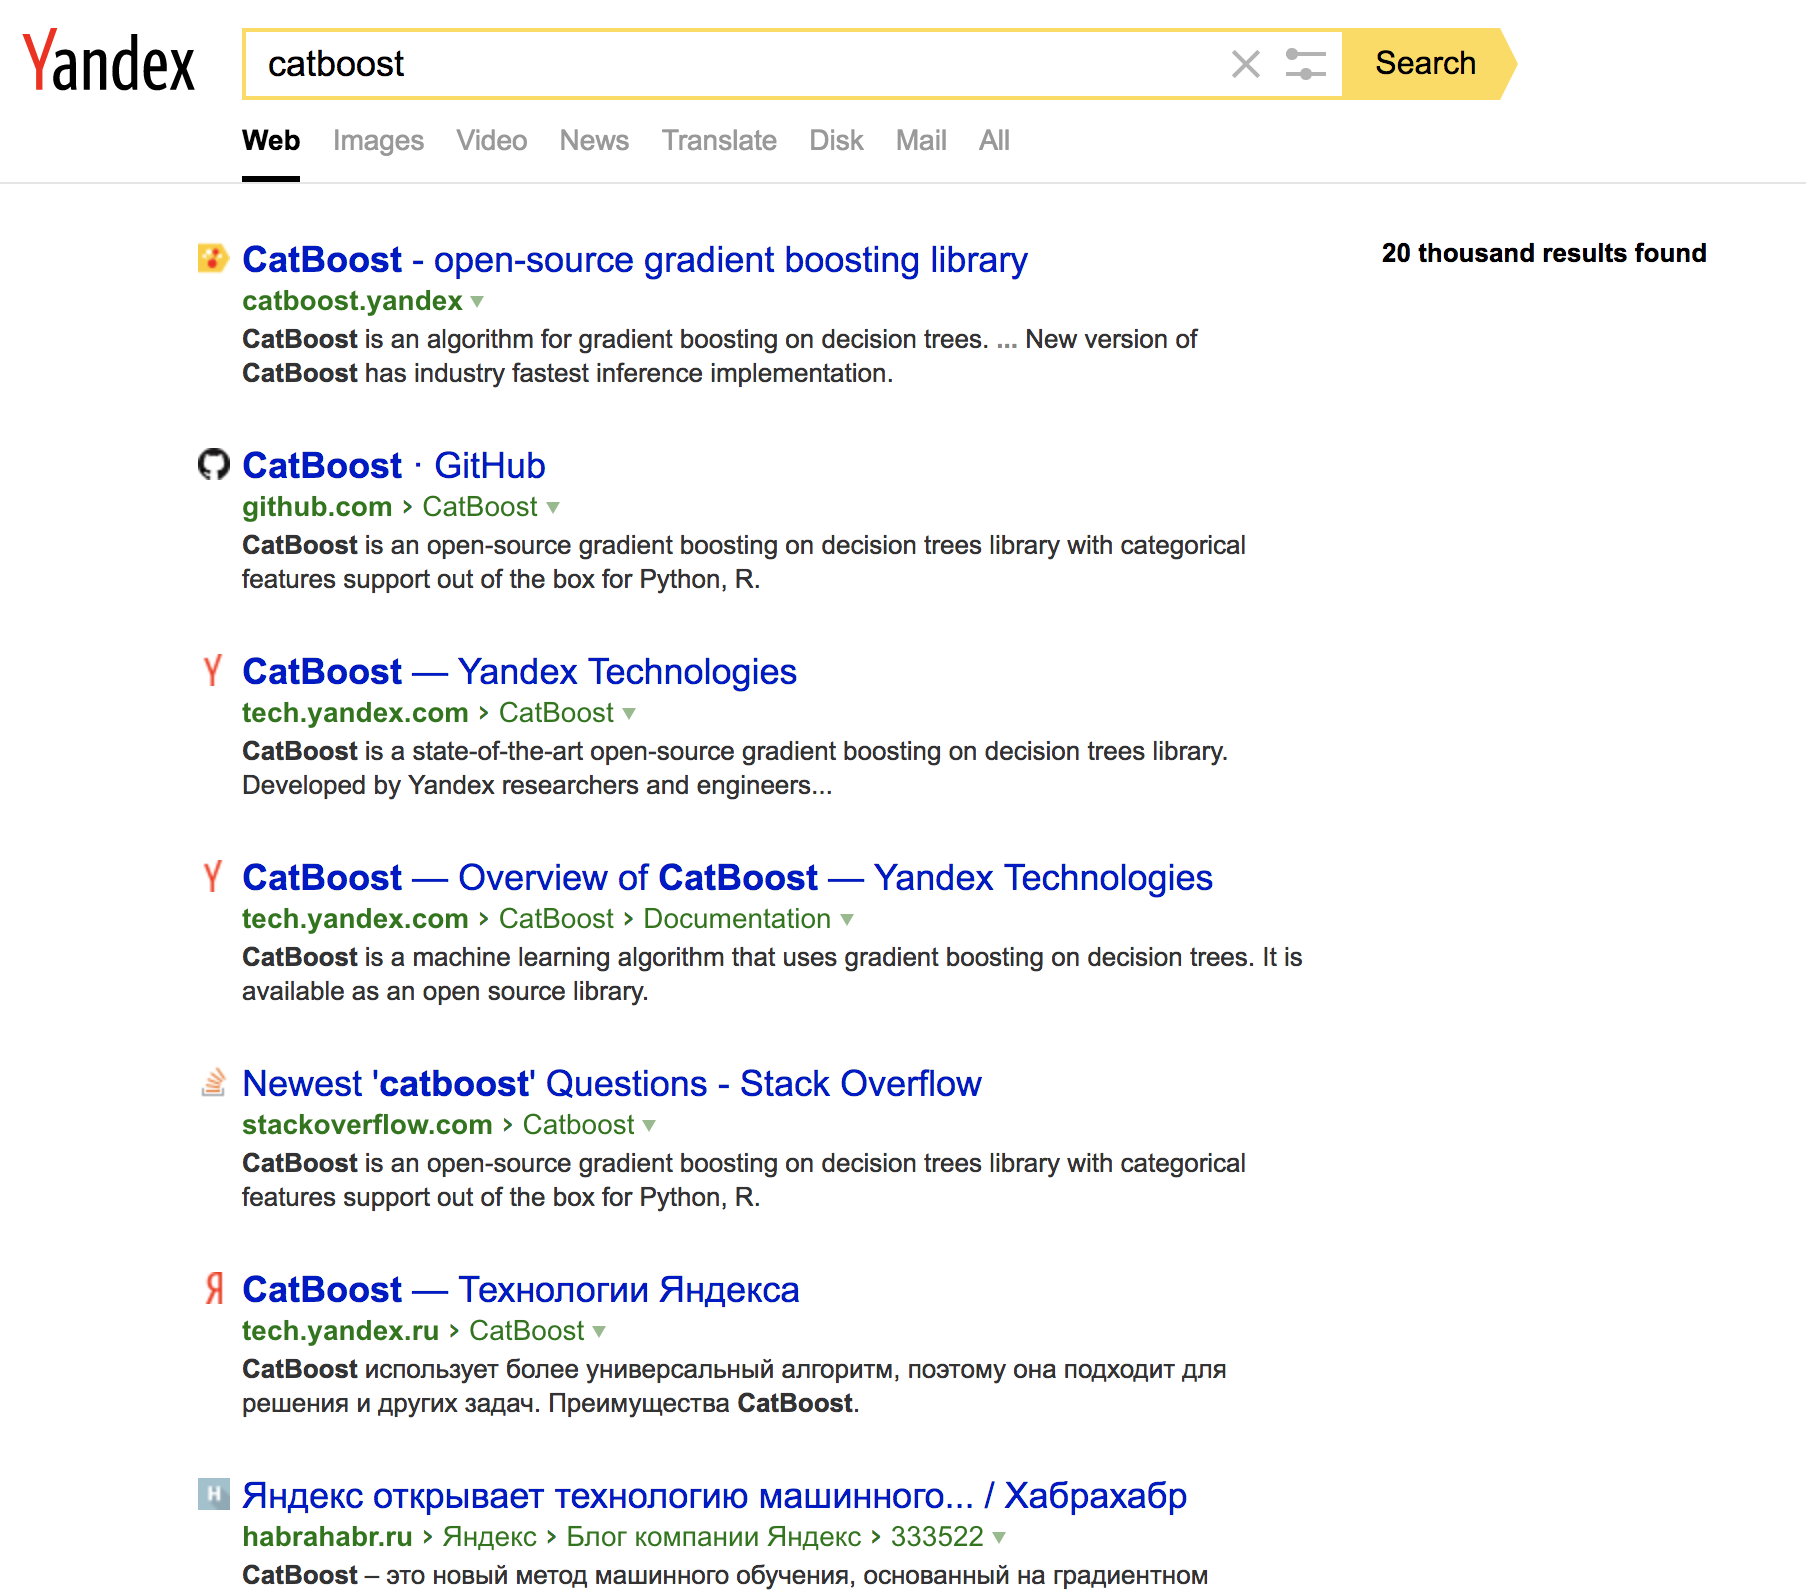 Yandex
catboost
Search
Web Images Video News Translate Disk Mail All
20 thousand results found
CatBoost - open-source gradient boosting library
catboost.yandex
CatBoost is an algorithm for gradient boosting on decision trees. ... New version of
CatBoost has industry fastest inference implementation.
CatBoost · GitHub
github.com › CatBoost
CatBoost is an open-source gradient boosting on decision trees library with categorical
features support out of the box for Python, R.
Y
CatBoost — Yandex Technologies
tech.yandex.com › CatBoost
CatBoost is a state-of-the-art open-source gradient boosting on decision trees library.
Developed by Yandex researchers and engineers...
Y
CatBoost — Overview of CatBoost — Yandex Technologies
tech.yandex.com › CatBoost › Documentation
CatBoost is a machine learning algorithm that uses gradient boosting on decision trees. It is
available as an open source library.
Newest 'catboost' Questions - Stack Overflow
stackoverflow.com › Catboost
CatBoost is an open-source gradient boosting on decision trees library with categorical
features support out of the box for Python, R.
Я
CatBoost — Технологии Яндекса
tech.yandex.ru › CatBoost
CatBoost использует более универсальный алгоритм, поэтому она подходит для
решения и других задач. Преимущества CatBoost.
H
Яндекс открывает технологию машинного... / Хабрахабр
habrahabr.ru › Яндекс › Блог компании Яндекс › 333522
CatBoost – это новый метод машинного обучения, основанный на градиентном